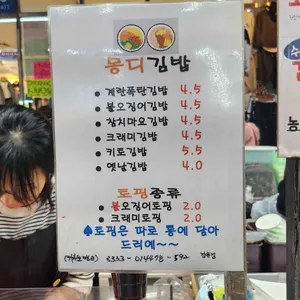 몽디김밥
• 계란폭탄김밥 4.5
• 불오징어김밥 4.5
• 참치마요김밥 4.5
• 크래미김밥 4.5
• 키토김밥 5.5
• 옛날김밥 4.0
토핑종류
• 불오징어토핑 2.0
• 크래미토핑 2.0
♠토핑은 따로 통에 담아
드리에~~